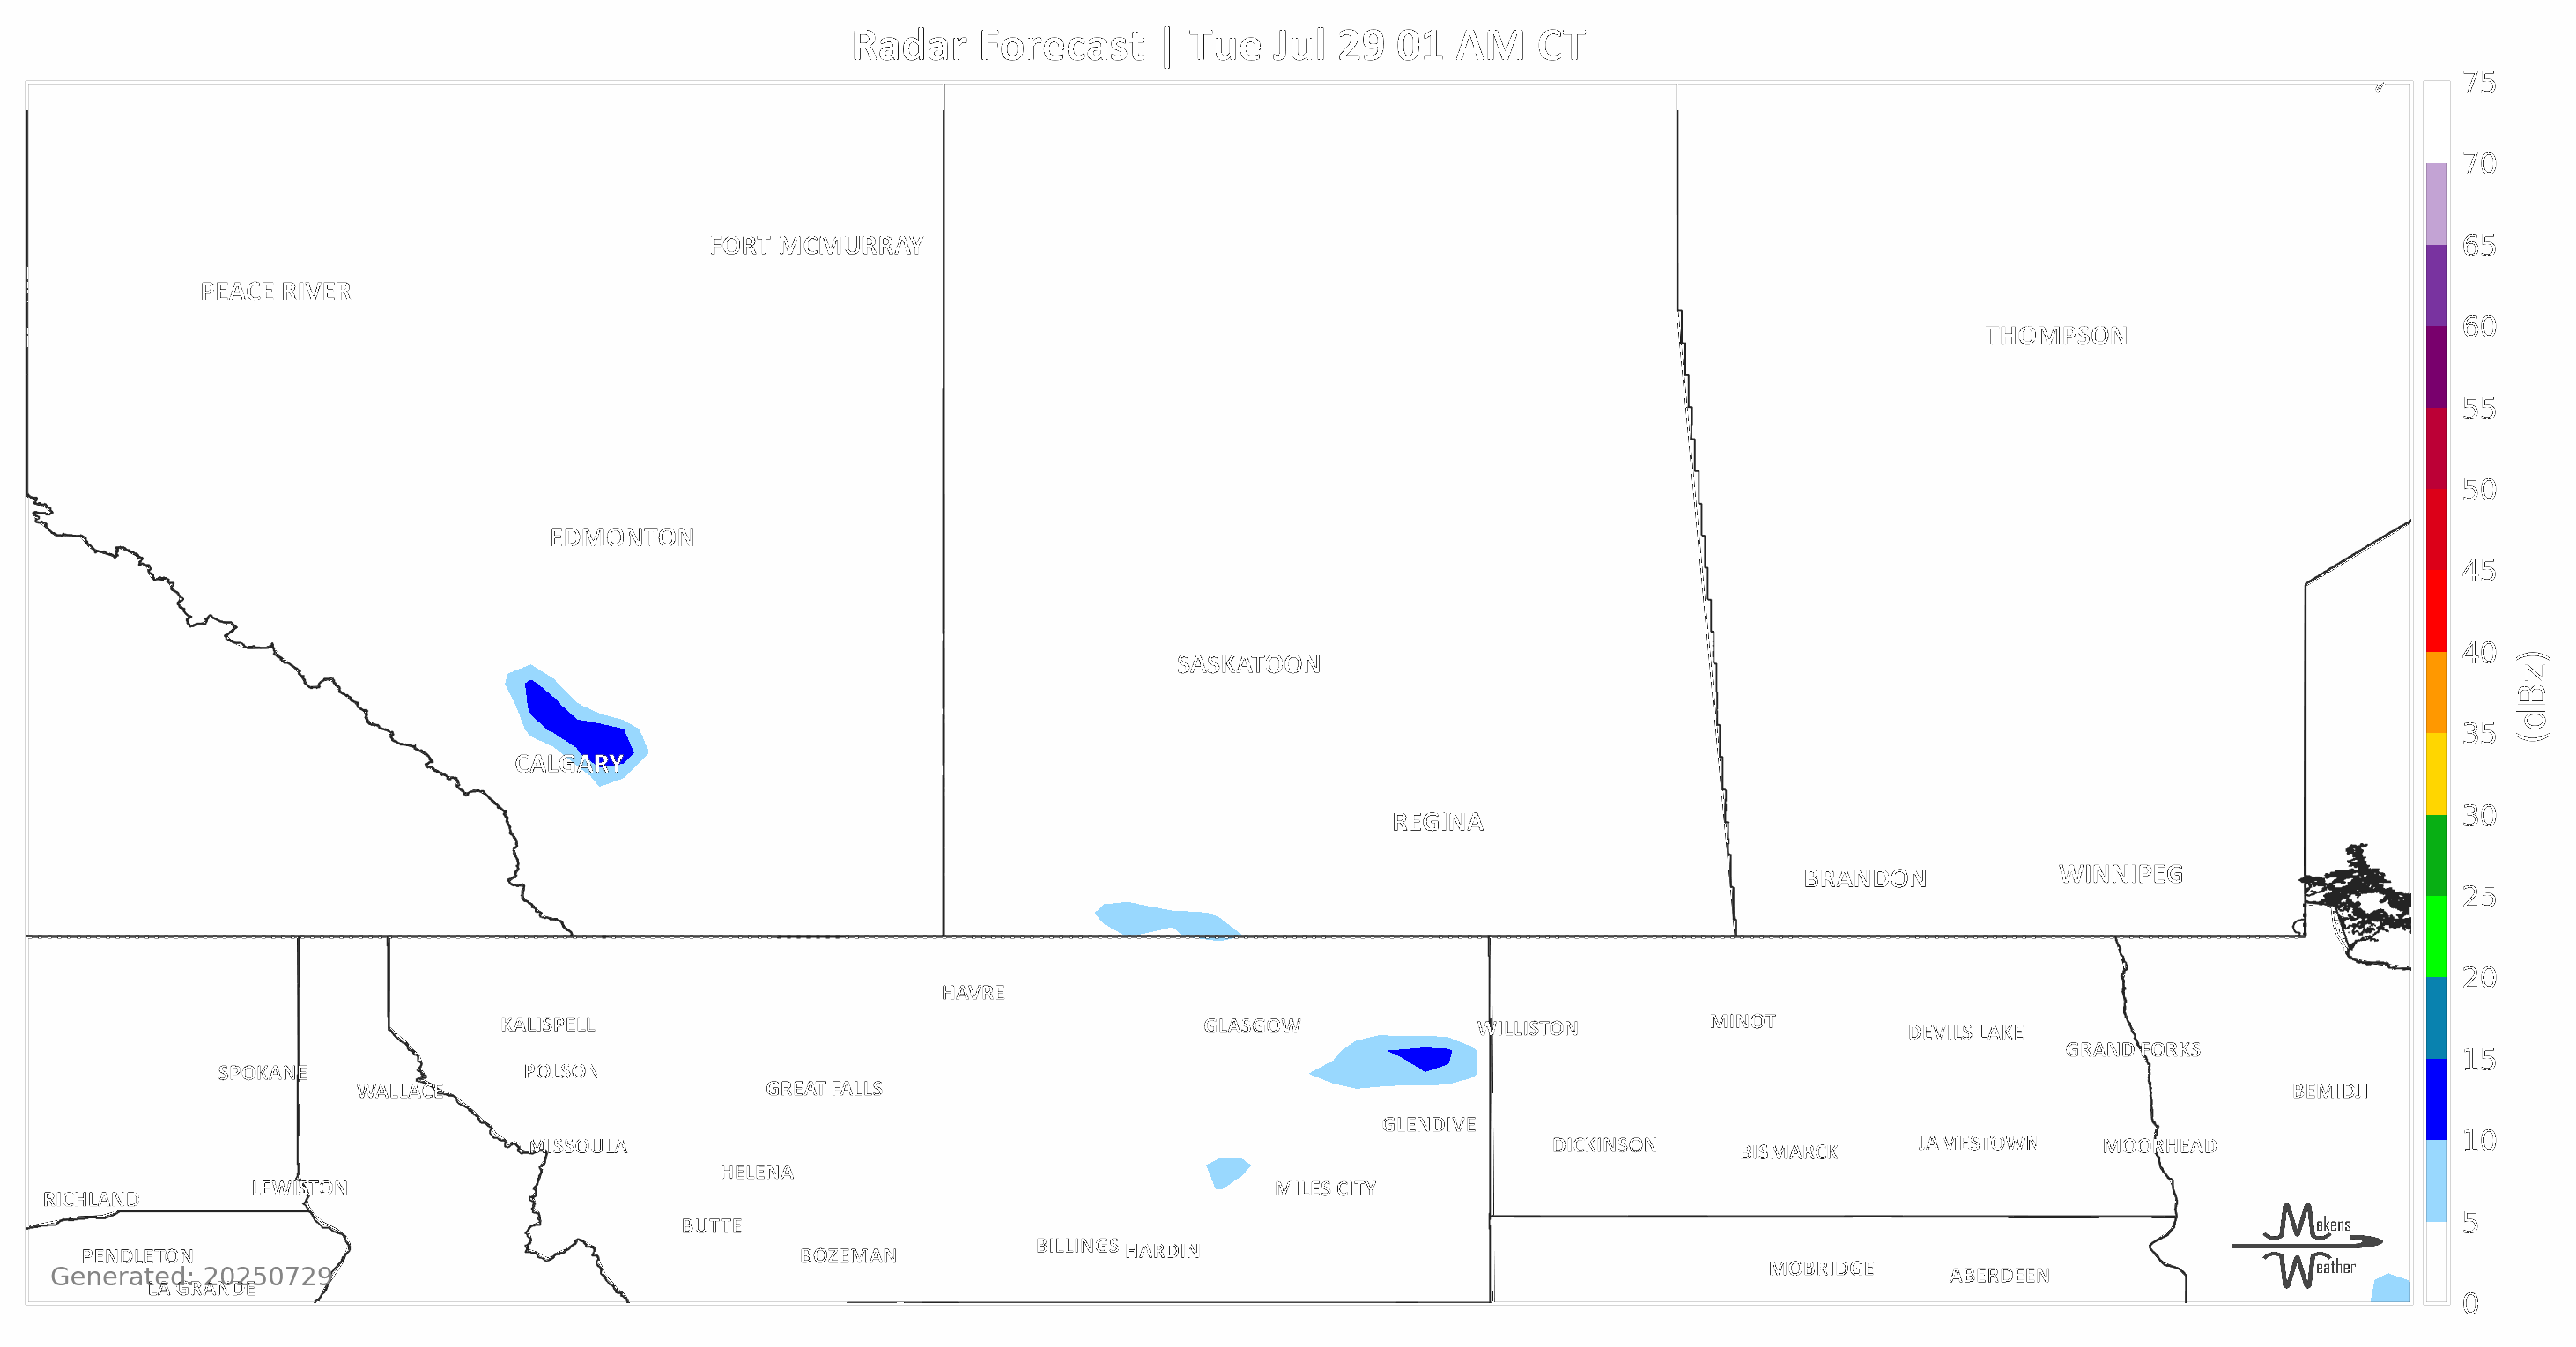 Radar Forecast | Tue Jul 29 01 AM CT
75
70
65
60
55
50
45
40
35
30
25
20
15
10
5
0
(dBz)
FORT MCMURRAY
PEACE RIVER
THOMPSON
EDMONTON
SASKATOON
CALGARY
REGINA
BRANDON
WINNIPEG
HAVRE
KALISPELL
GLASGOW
WILLISTON
MINOT
DEVILS LAKE
GRAND FORKS
SPOKANE
POLSON
WALLACE
GREAT FALLS
BEMIDJI
GLENDIVE
MISSOULA
DICKINSON
BISMARCK
JAMESTOWN
MOORHEAD
HELENA
LEWISTON
MILES CITY
RICHLAND
BUTTE
BILLINGS
HARDIN
BOZEMAN
PENDLETON
MOBRIDGE
ABERDEEN
Generated: 20250729
LA GRANDE
Makens
Weather